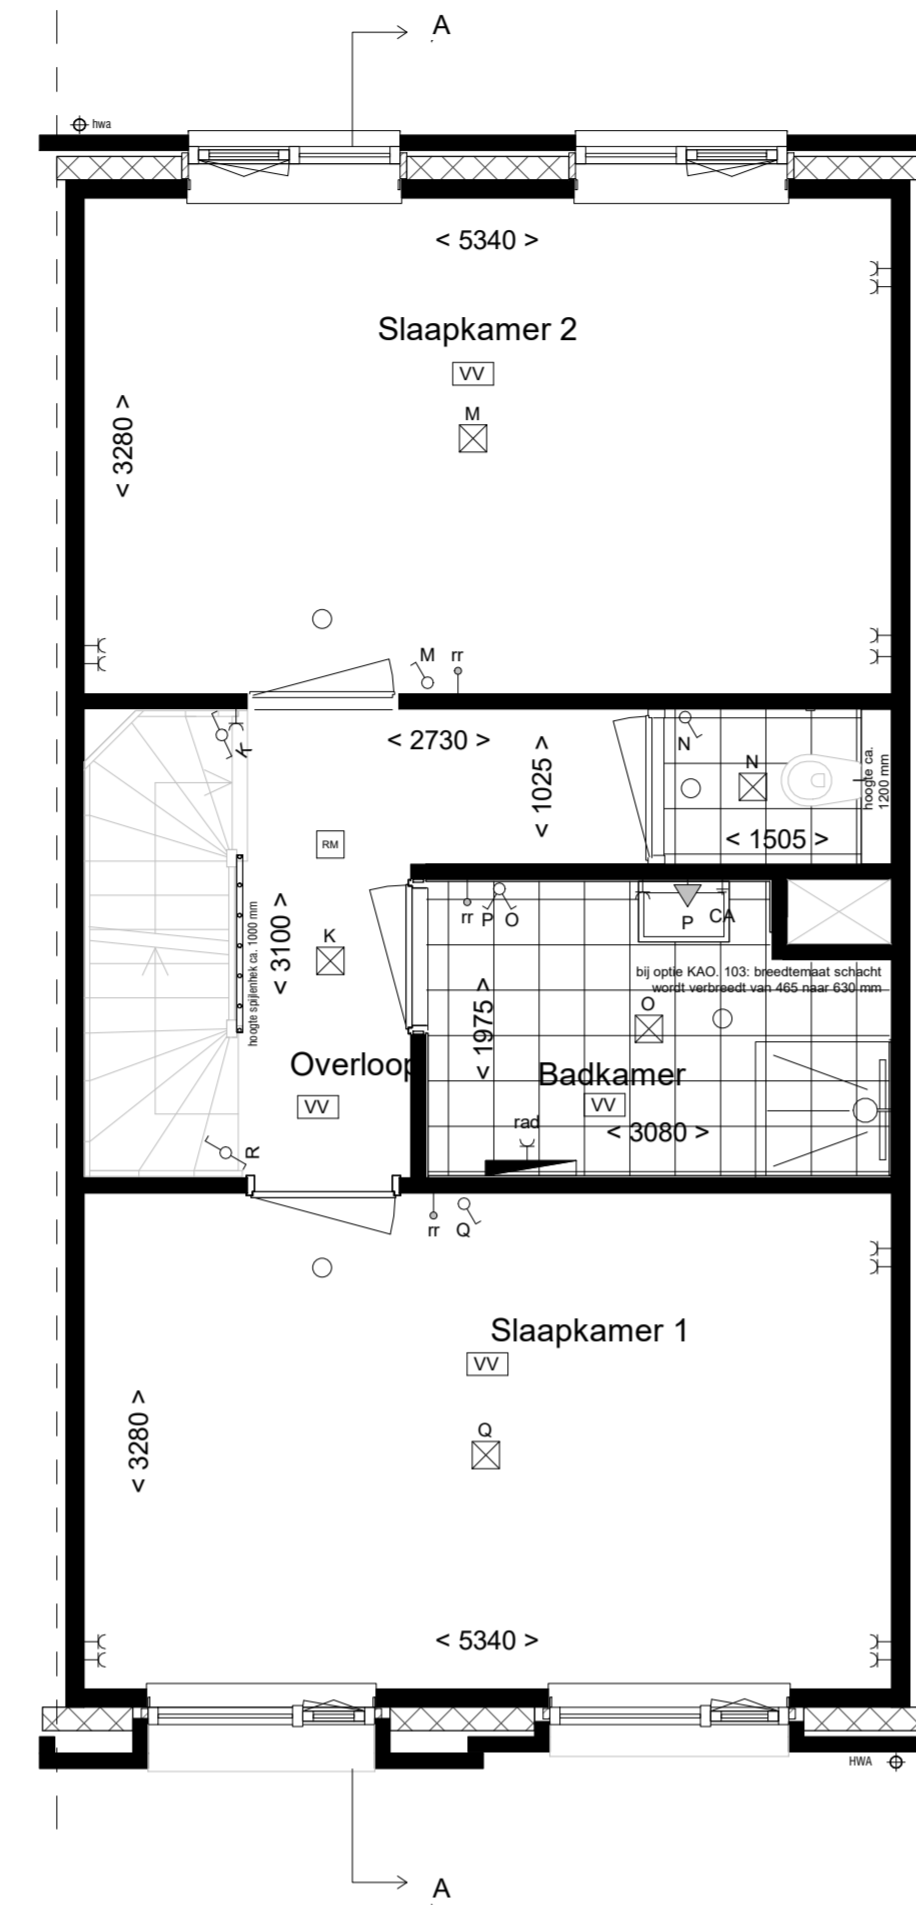 A
hwa
< 5340 >
Slaapkamer 2
VV
M
< 3280 >
M rr
K
< 2730 >
< 1025 >
N
N
hoogte ca.
1200 mm
< 1505 >
RM
K
< 3100 >
hoogte spijlenhek ca. 1000 mm
rr P O
P CA
bij optie KAO. 103: breedtemaat schacht
wordt verbreedt van 465 naar 630 mm
O
< 1975 >
Overloop
VV
Badkamer
VV
< 3080 >
rad
R
rr Q
Slaapkamer 1
VV
Q
< 3280 >
< 5340 >
HWA
A